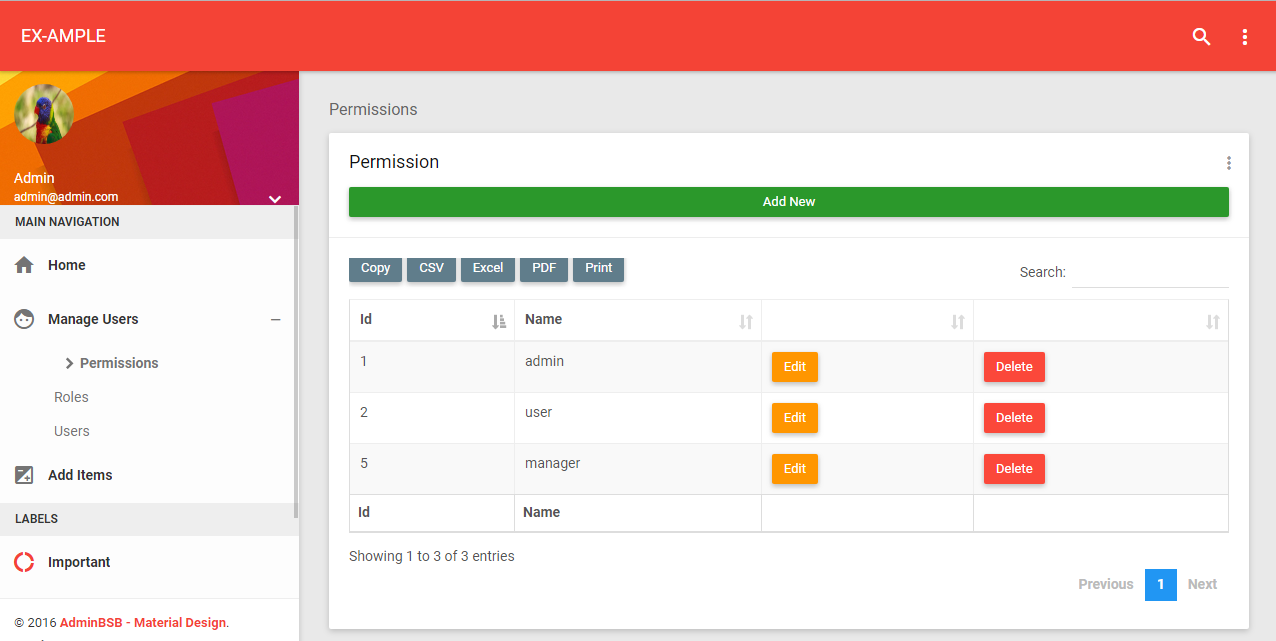 EX-AMPLE
Admin
admin@admin.com
MAIN NAVIGATION
Home
Manage Users
Permissions
Roles
Users
Add Items
LABELS
Important
© 2016 AdminBSB - Material Design.
Permissions
Permission
Add New
Copy CSV Excel PDF Print
Search:
Id Name
1 admin Edit Delete
2 user Edit Delete
5 manager Edit Delete
Id Name
Showing 1 to 3 of 3 entries
Previous 1 Next